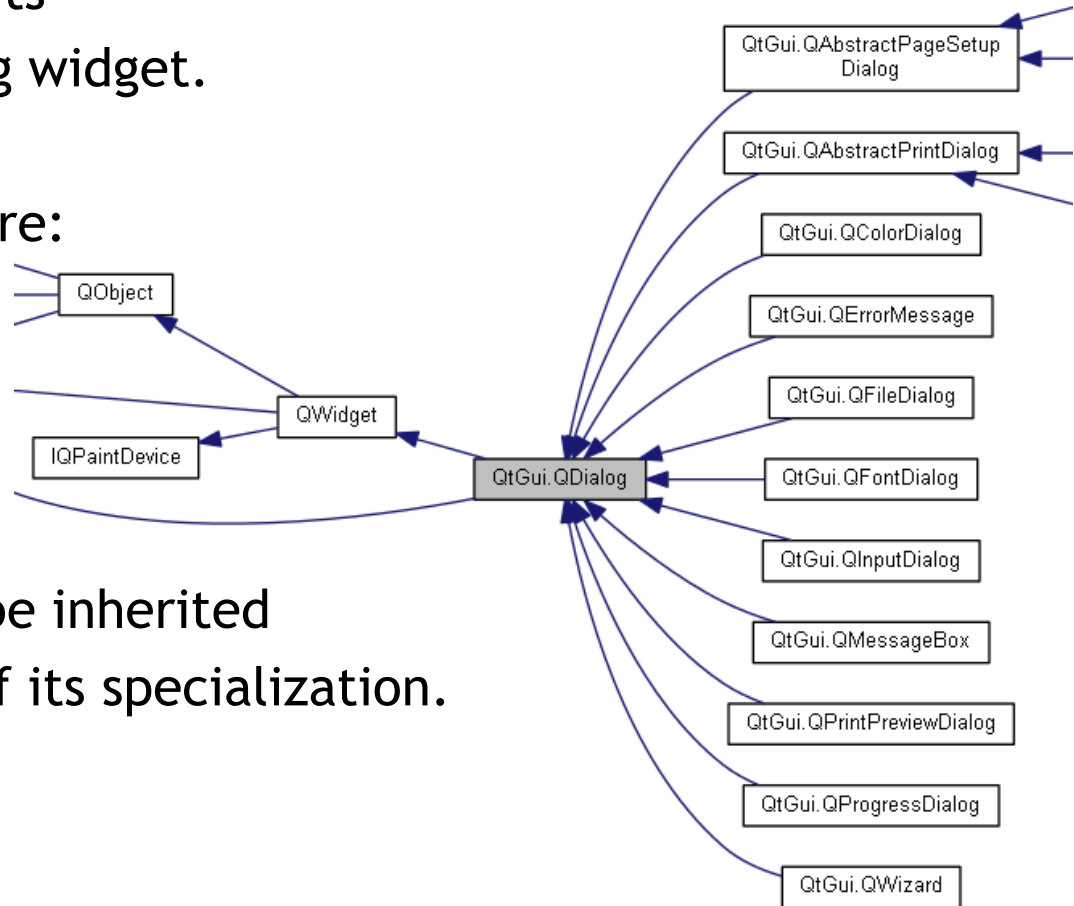 g widget.
re:
be inherited
f its specialization.
QObject
QWidget
IQPaintDevice
QtGui.QDialog
QtGui.QAbstractPageSetup
Dialog
QtGui.QAbstractPrintDialog
QtGui.QColorDialog
QtGui.QErrorMessage
QtGui.QFileDialog
QtGui.QFontDialog
QtGui.QInputDialog
QtGui.QMessageBox
QtGui.QPrintPreviewDialog
QtGui.QProgressDialog
QtGui.QWizard